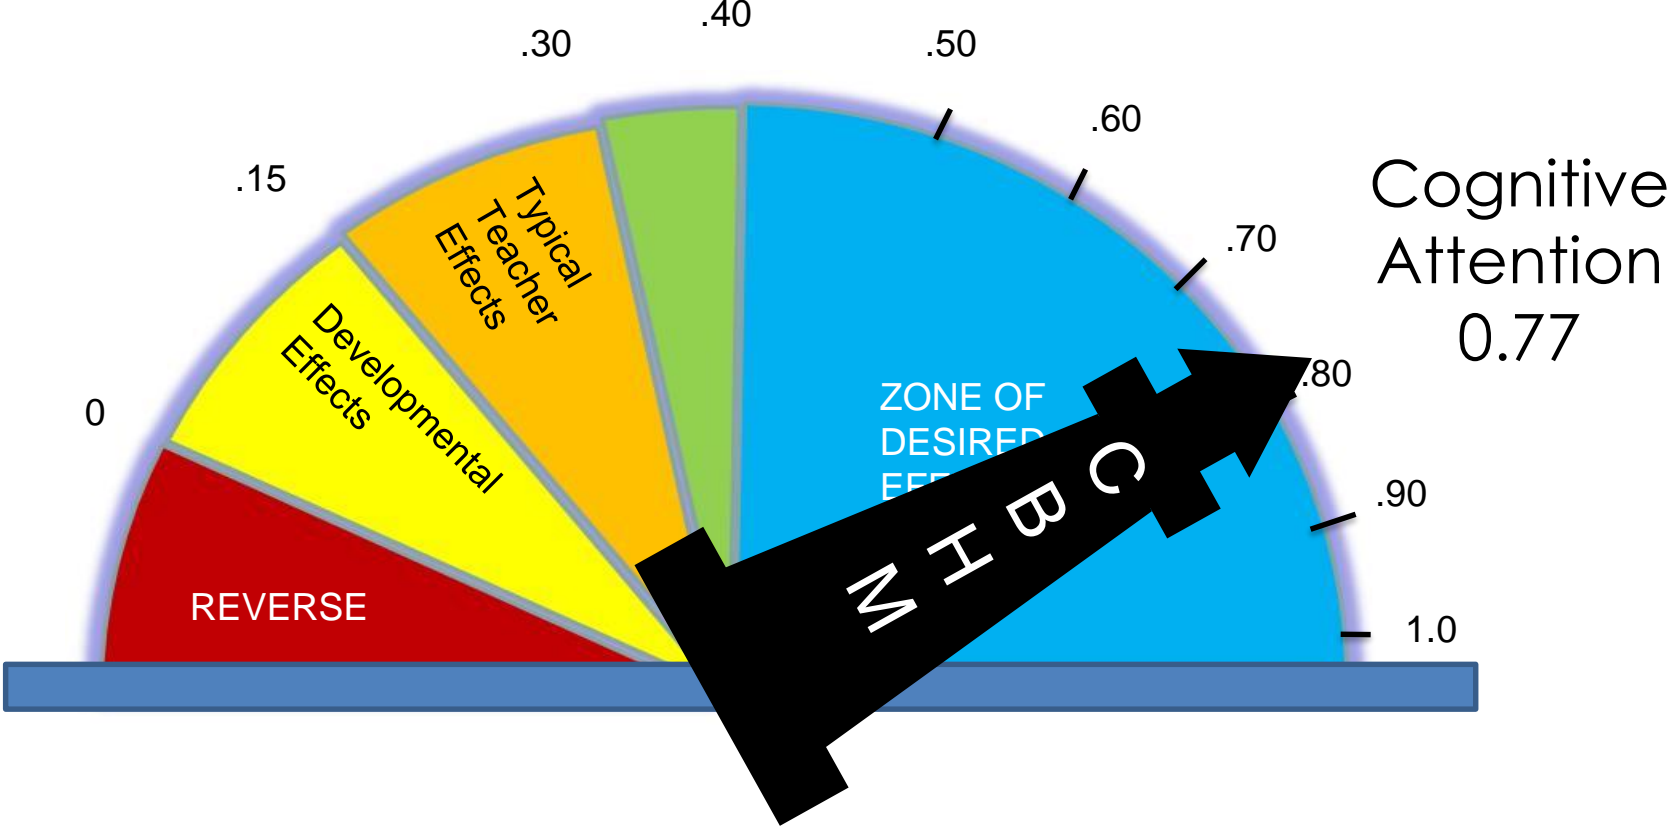 .40
.30
.50
.60
.15
.70
Cognitive
Attention
0.77
Typical
Teacher
Effects
Developmental
Effects
0
.80
ZONE OF
DESIRED
.90
C
B
H
M
REVERSE
1.0